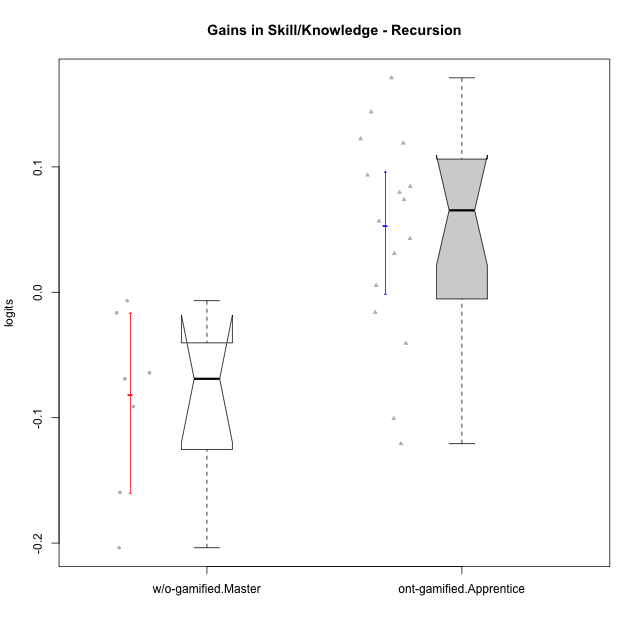 Gains in Skill/Knowledge - Recursion
logits
0.1
0.0
-0.1
-0.2
w/o-gamified.Master
ont-gamified.Apprentice